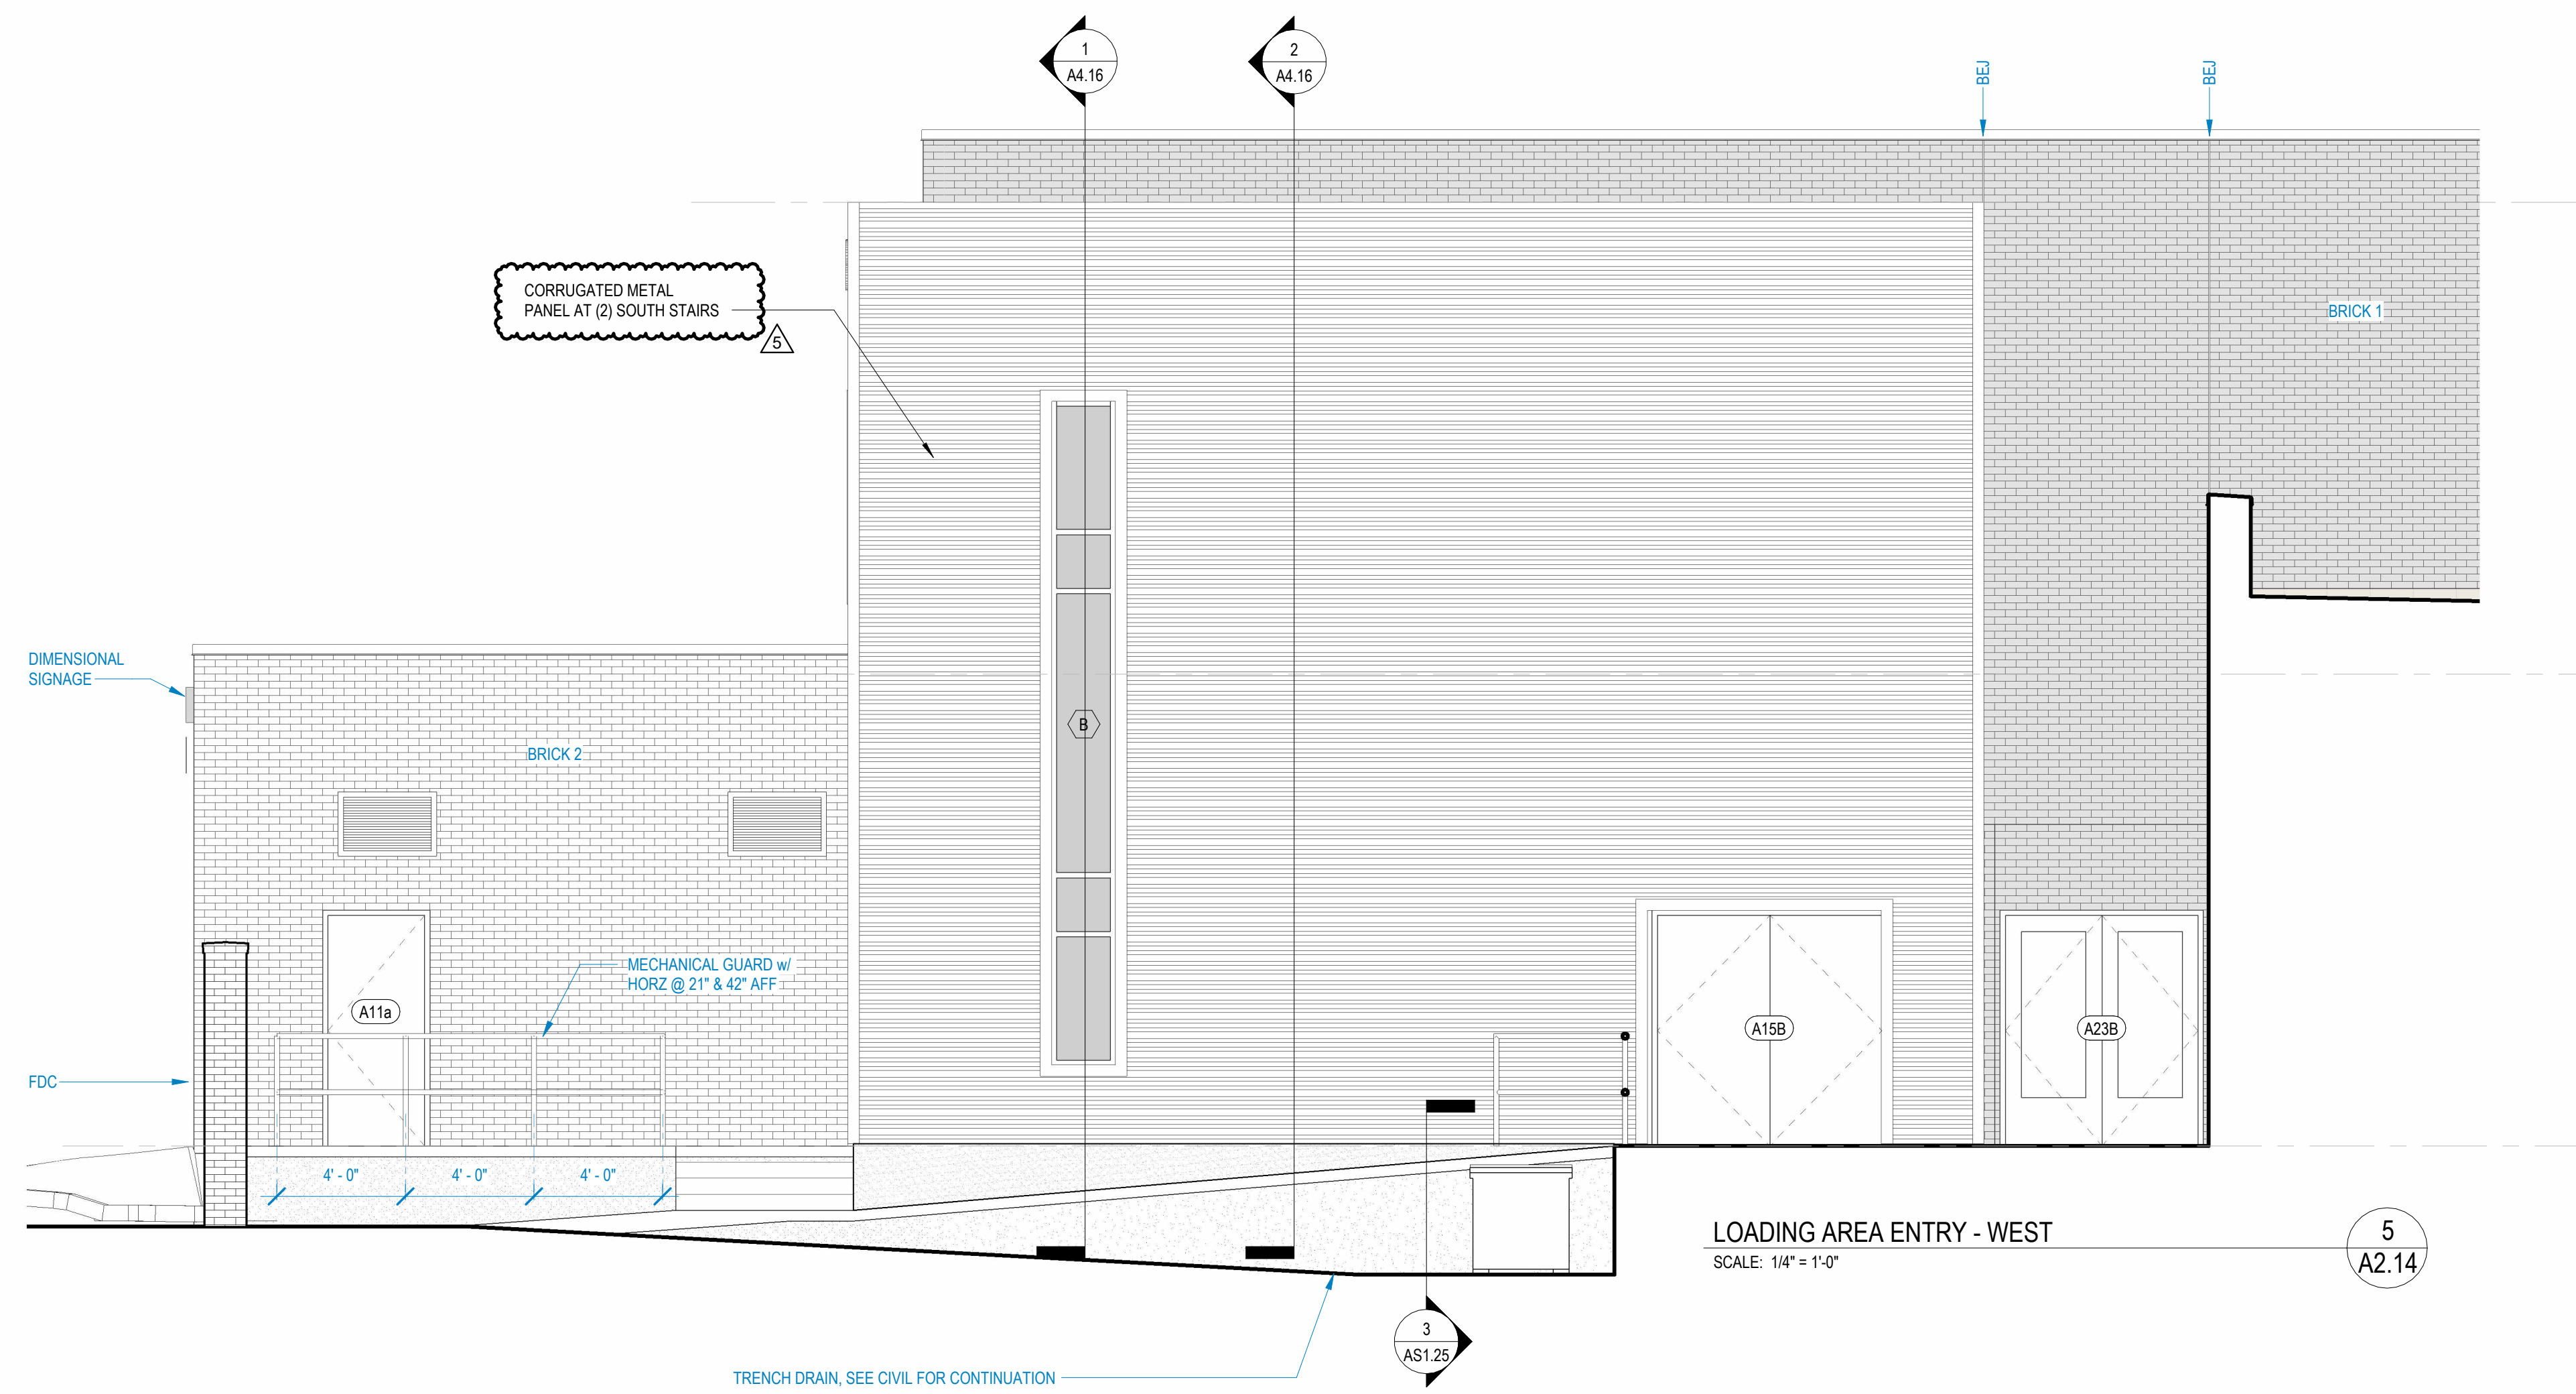 1
A4.16
2
A4.16
BEJ
BEJ
CORRUGATED METAL
PANEL AT (2) SOUTH STAIRS
5
BRICK 1
DIMENSIONAL
SIGNAGE
BRICK 2
B
MECHANICAL GUARD w/
HORZ @ 21" & 42" AFF
A11a
A15B
A23B
FDC
4' - 0"
4' - 0"
4' - 0"
LOADING AREA ENTRY - WEST
SCALE: 1/4" = 1'-0"
5
A2.14
3
AS1.25
TRENCH DRAIN, SEE CIVIL FOR CONTINUATION